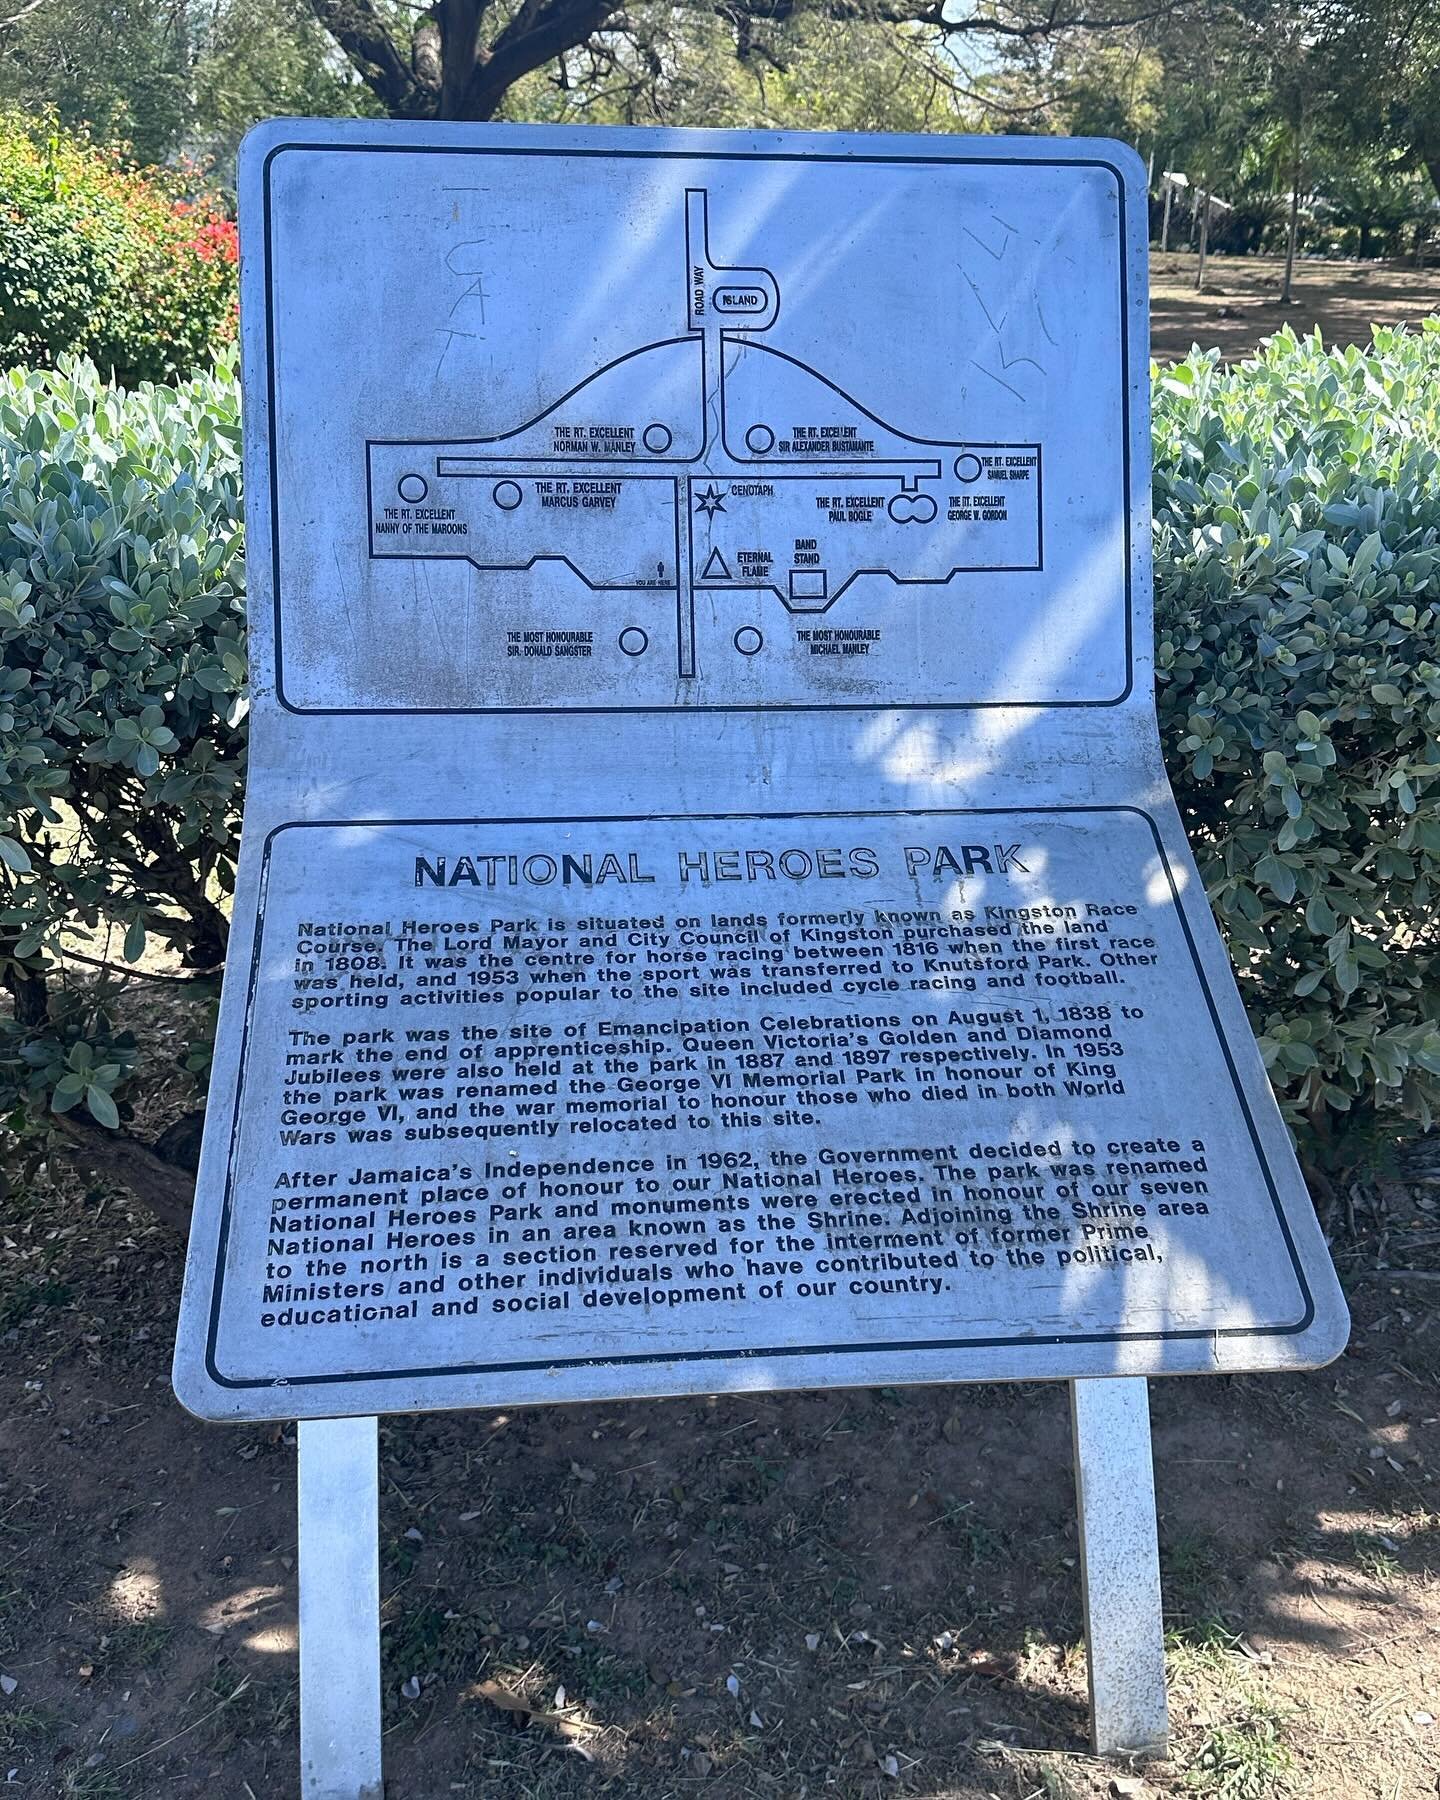 ROAD WAY
ISLAND
THE RT. EXCELLENT
NORMAN W. MANLEY
THE RT. EXCELLENT
SIR ALEXANDER BUSTAMANTE
THE RT. EXCELLENT
SAMUEL SHARPE
THE RT. EXCELLENT
NANNY OF THE MAROONS
THE RT. EXCELLENT
MARCUS GARVEY
CENOTAPH
THE RT. EXCELLENT
PAUL BOGLE
THE RT. EXCELLENT
GEORGE W. GORDON
YOU ARE HERE
ETERNAL
FLAME
BAND
STAND
THE MOST HONOURABLE
SIR. DONALD SANGSTER
THE MOST HONOURABLE
MICHAEL MANLEY
NATIONAL HEROES PARK
National Heroes Park is situated on lands formerly known as Kingston Race
Course. The Lord Mayor and City Council of Kingston purchased the land
in 1808. It was the centre for horse racing between 1816 when the first race
was held, and 1953 when the sport was transferred to Knutsford Park. Other
sporting activities popular to the site included cycle racing and football.
The park was the site of Emancipation Celebrations on August 1, 1838 to
mark the end of apprenticeship. Queen Victoria's Golden and Diamond
Jubilees were also held at the park in 1887 and 1897 respectively. In 1953
the park was renamed the George VI Memorial Park in honour of King
George VI, and the war memorial to honour those who died in both World
Wars was subsequently relocated to this site.
After Jamaica's Independence in 1962, the Government decided to create a
permanent place of honour to our National Heroes. The park was renamed
National Heroes Park and monuments were erected in honour of our seven
National Heroes in an area known as the Shrine. Adjoining the Shrine area
to the north is a section reserved for the interment of former Prime
Ministers and other individuals who have contributed to the political,
educational and social development of our country.